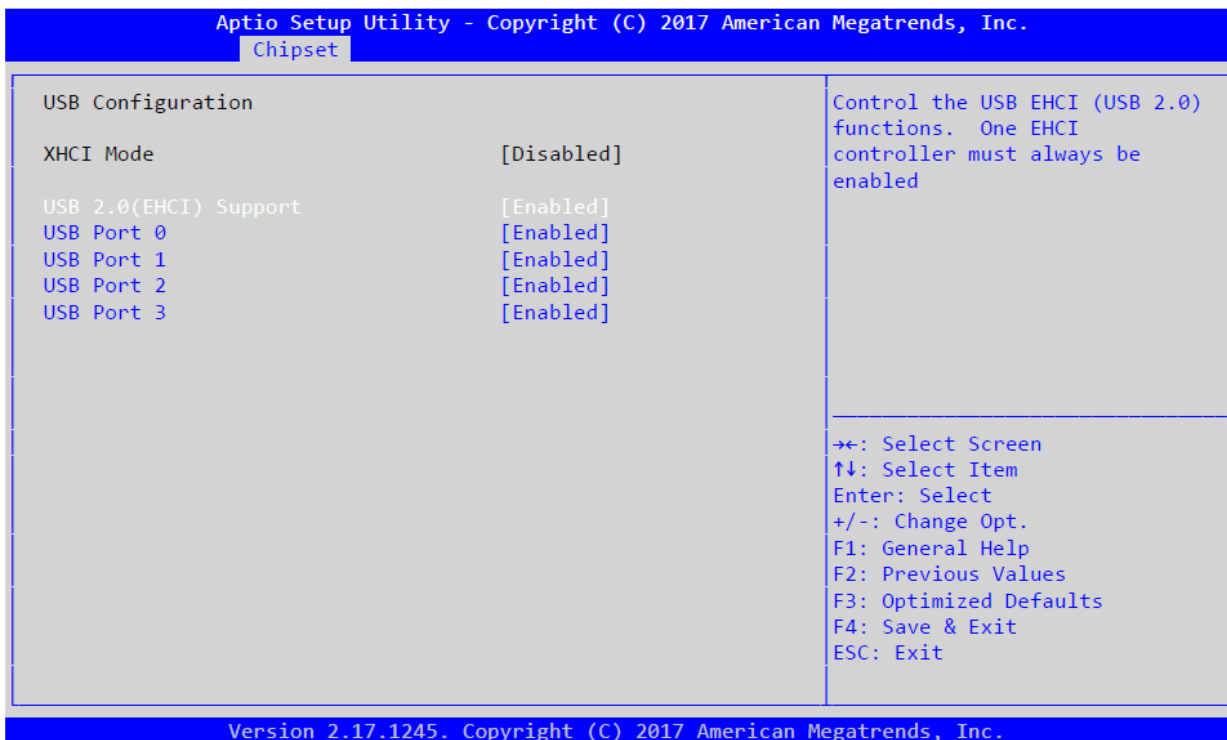 Aptio Setup Utility - Copyright (C) 2017 American Megatrends, Inc.
Chipset
USB Configuration
XHCI Mode [Disabled]
USB 2.0(EHCI) Support [Enabled]
USB Port 0 [Enabled]
USB Port 1 [Enabled]
USB Port 2 [Enabled]
USB Port 3 [Enabled]
Control the USB EHCI (USB 2.0)
functions. One EHCI
controller must always be
enabled
→←: Select Screen
↑↓: Select Item
Enter: Select
+/-: Change Opt.
F1: General Help
F2: Previous Values
F3: Optimized Defaults
F4: Save & Exit
ESC: Exit
Version 2.17.1245. Copyright (C) 2017 American Megatrends, Inc.